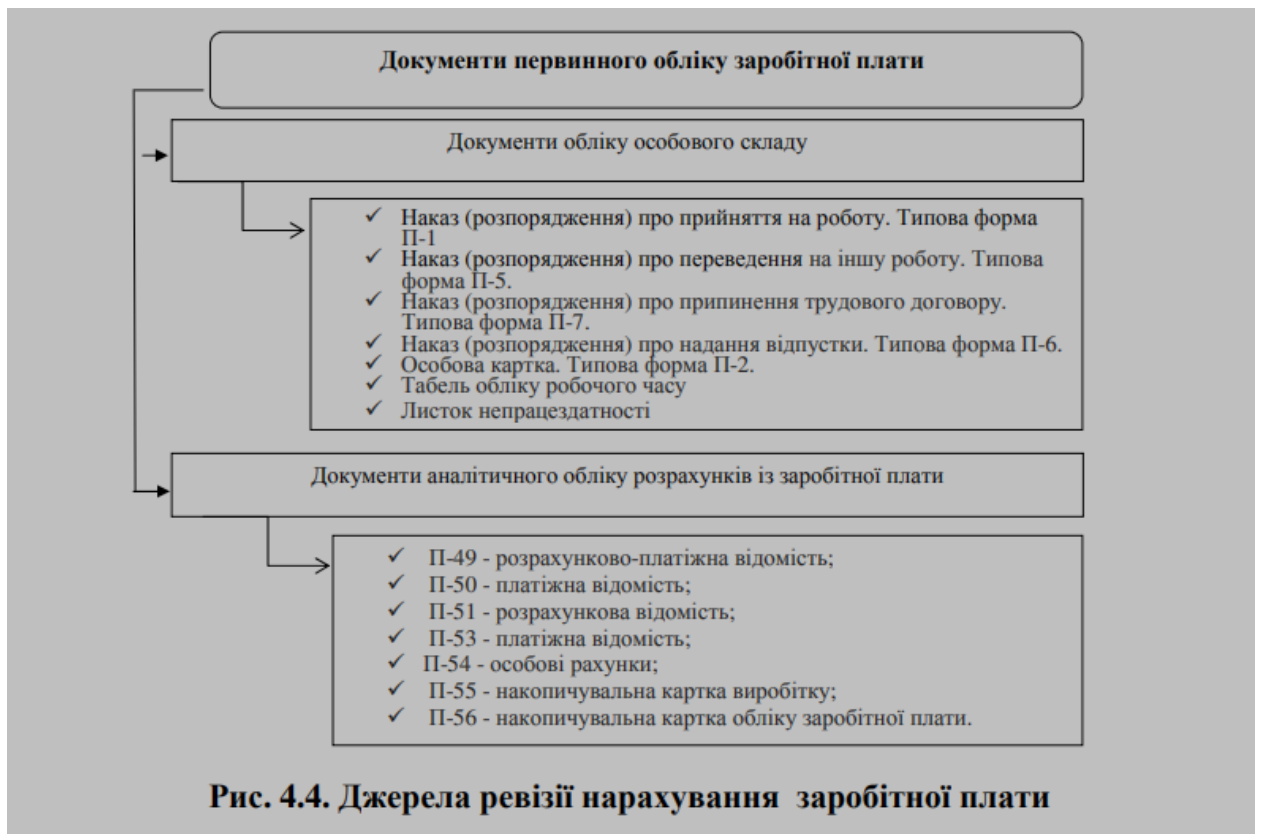 Документи первинного обліку заробітної плати
Документи обліку особового складу
✓ Наказ (розпорядження) про прийняття на роботу. Типова форма
П-1
✓ Наказ (розпорядження) про переведення на іншу роботу. Типова
форма П-5.
✓ Наказ (розпорядження) про припинення трудового договору.
Типова форма П-7.
✓ Наказ (розпорядження) про надання відпустки. Типова форма П-6.
✓ Особова картка. Типова форма П-2.
✓ Табель обліку робочого часу
✓ Листок непрацездатності
Документи аналітичного обліку розрахунків із заробітної плати
✓ П-49 - розрахунково-платіжна відомість;
✓ П-50 - платіжна відомість;
✓ П-51 - розрахункова відомість;
✓ П-53 - платіжна відомість;
✓ П-54 - особові рахунки;
✓ П-55 - накопичувальна картка виробітку;
✓ П-56 - накопичувальна картка обліку заробітної плати.
Рис. 4.4. Джерела ревізії нарахування заробітної плати